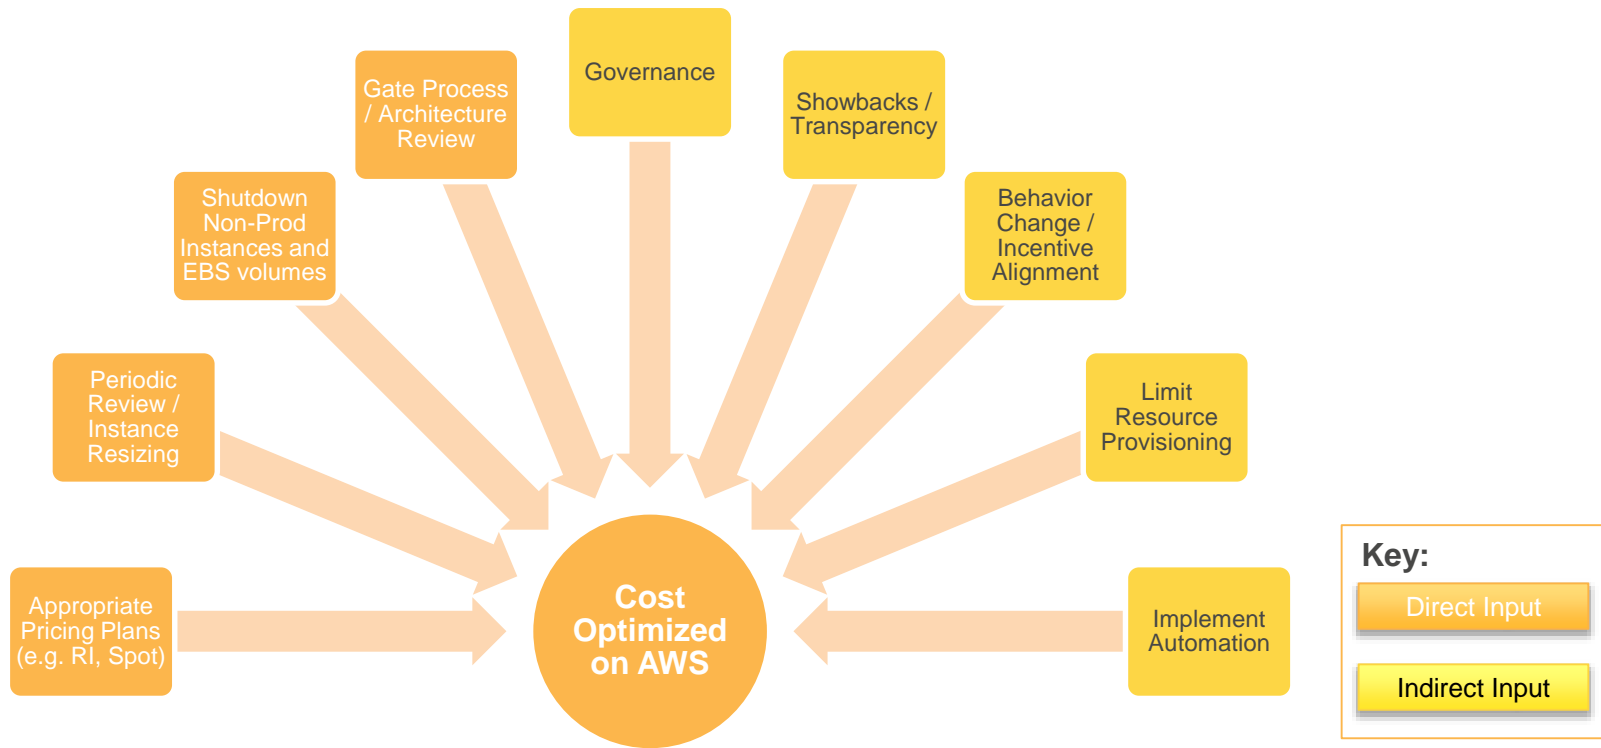 Governance
Gate Process
/ Architecture
Review
Showbacks /
Transparency
Shutdown
Non-Prod
Instances and
EBS volumes
Behavior
Change /
Incentive
Alignment
Periodic
Review /
Instance
Resizing
Limit
Resource
Provisioning
Appropriate
Pricing Plans
(e.g. RI, Spot)
Cost
Optimized
on AWS
Implement
Automation
Key:
Direct Input
Indirect Input